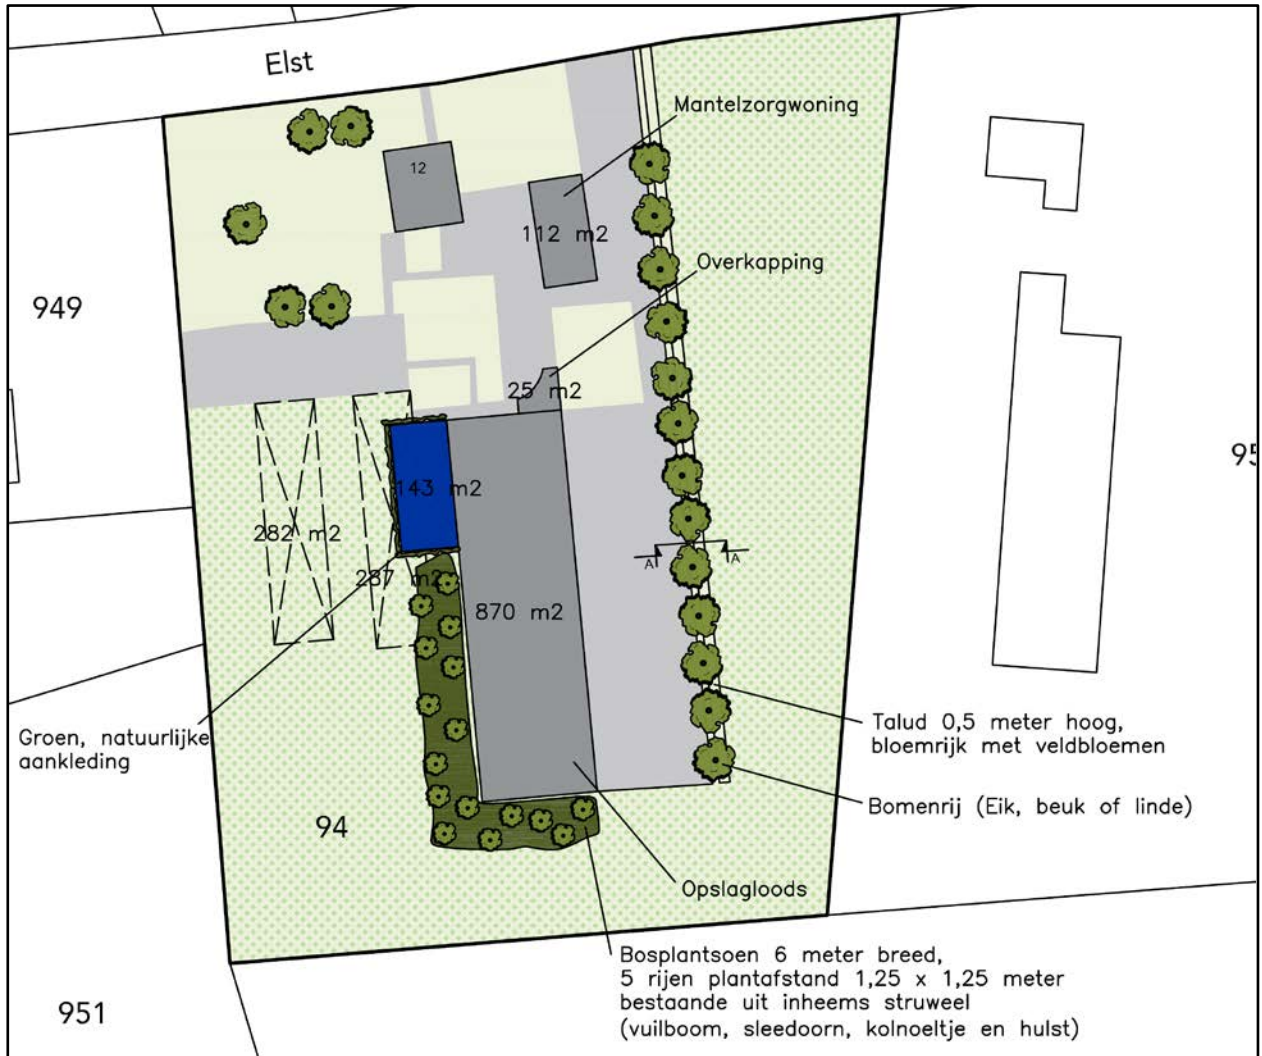 Elst
Mantelzorgwoning
12
112 m2
Overkapping
949
25 m2
95
143 m2
282 m2
A
A
287 m2
870 m2
Talud 0,5 meter hoog,
bloemrijk met veldbloemen
Groen, natuurlijke
aankleding
Bomenrij (Eik, beuk of linde)
94
Opslagloods
Bosplantsoen 6 meter breed,
5 rijen plantafstand 1,25 x 1,25 meter
bestaande uit inheems struweel
(vuilboom, sleedoorn, kolnoeltje en hulst)
951